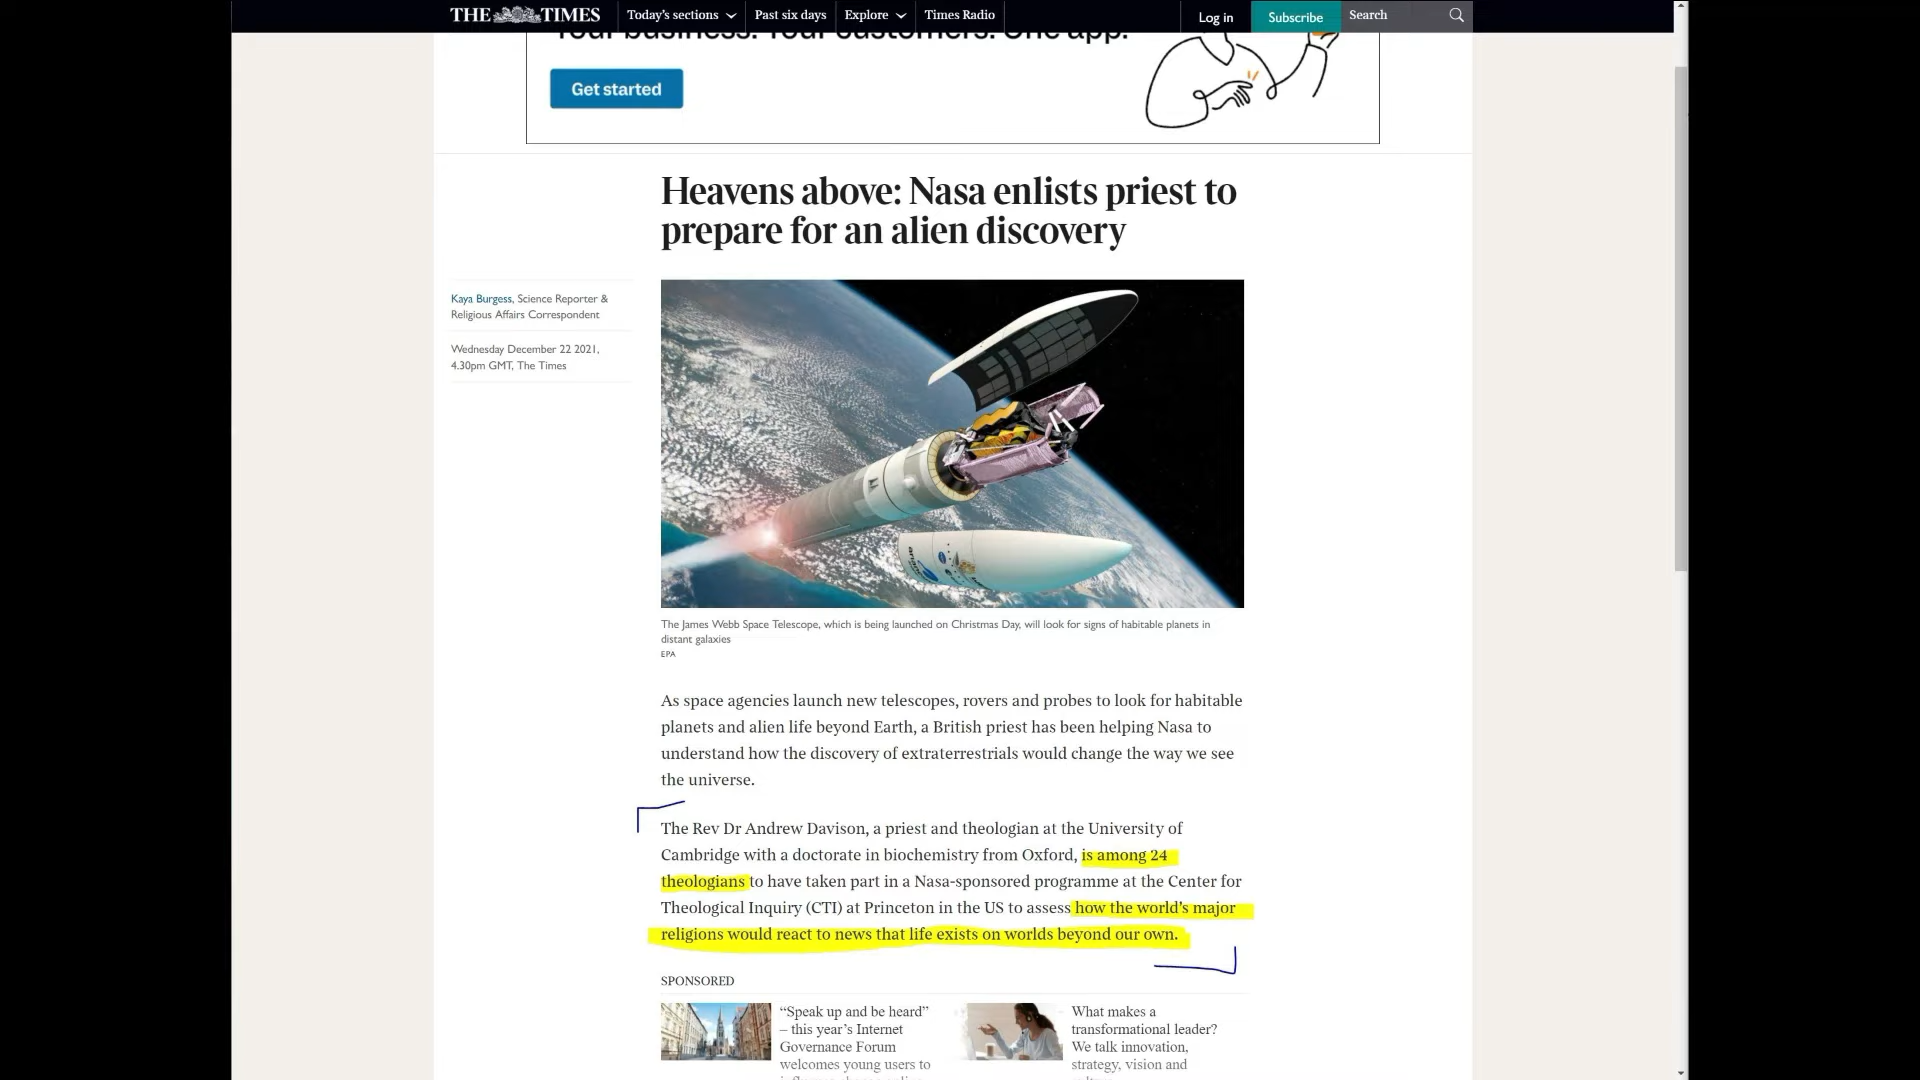 THE TIMES
Today's sections
Past six days
Explore
Times Radio
Log in
Subscribe
Search
Your business. Your customers. One app.
Get started
Heavens above: Nasa enlists priest to
prepare for an alien discovery
Kaya Burgess, Science Reporter &
Religious Affairs Correspondent
Wednesday December 22 2021,
4.30pm GMT, The Times
The James Webb Space Telescope, which is being launched on Christmas Day, will look for signs of habitable planets in
distant galaxies
EPA
As space agencies launch new telescopes, rovers and probes to look for habitable
planets and alien life beyond Earth, a British priest has been helping Nasa to
understand how the discovery of extraterrestrials would change the way we see
the universe.
The Rev Dr Andrew Davison, a priest and theologian at the University of
Cambridge with a doctorate in biochemistry from Oxford, is among 24
theologians to have taken part in a Nasa-sponsored programme at the Center for
Theological Inquiry (CTI) at Princeton in the US to assess how the world's major
religions would react to news that life exists on worlds beyond our own.
SPONSORED
“Speak up and be heard”
– this year's Internet
Governance Forum
welcomes young users to
What makes a
transformational leader?
We talk innovation,
strategy, vision and